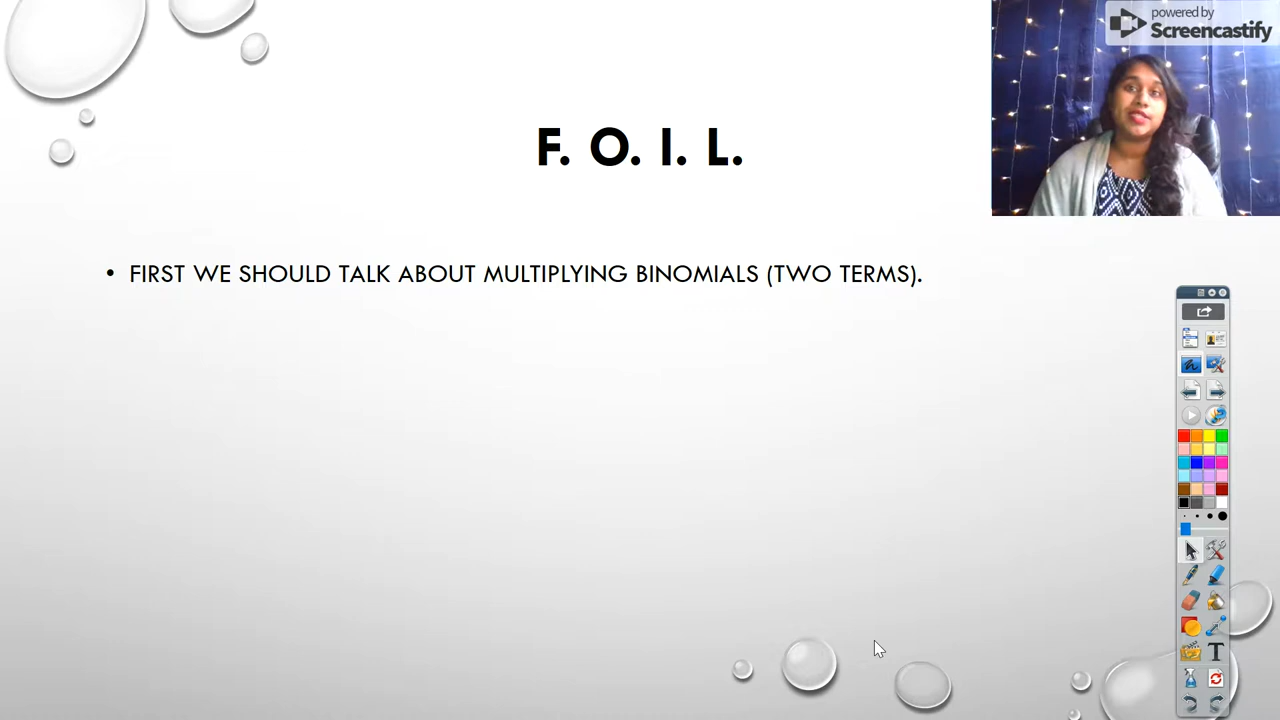 powered by
Screencastify
F. O. I. L.
• FIRST WE SHOULD TALK ABOUT MULTIPLYING BINOMIALS (TWO TERMS).
T